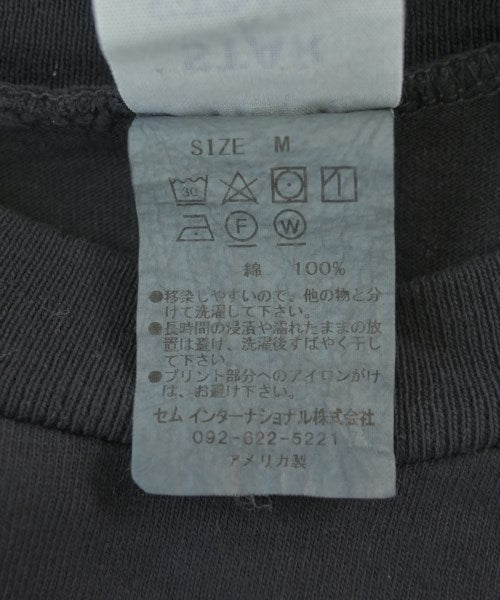 SIZE M
30
F W
綿 100%
●移染しやすいので、他の物と分
けて洗濯して下さい。
●長時間の浸漬や濡れたままの放
置は避け、洗濯後すばやく干し
て下さい。
●プリント部分へのアイロンがけ
は、お避け下さい。
セム インターナショナル株式会社
092-622-5221
アメリカ製